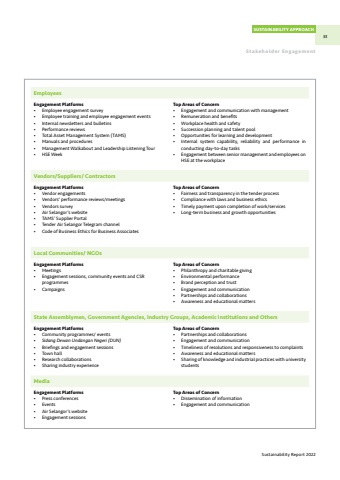 SUSTAINABILITY APPROACH
Stakeholder Engagement
Employees
Engagement Platforms
• Employee engagement survey
• Employee training and employee engagement events
• Internal newsletters and bulletins
• Performance reviews
• Total Asset Management System (TAMS)
• Manuals and procedures
• Management Walkabout and Leadership Listening Tour
• HSE Week
Top Areas of Concern
• Engagement and communication with management
• Remuneration and benefits
• Workplace health and safety
• Succession planning and talent pool
• Opportunities for learning and development
• Internal system capability, reliability and performance in
conducting day-to-day tasks
• Engagement between senior management and employees on
HSE at the workplace
Vendors/Suppliers/ Contractors
Engagement Platforms
• Vendor engagements
• Vendors' performance reviews/meetings
• Vendors survey
• Air Selangor's website
• TAMS' Supplier Portal
• Tender Air Selangor Telegram channel
• Code of Business Ethics for Business Associates
Top Areas of Concern
• Fairness and transparency in the tender process
• Compliance with laws and business ethics
• Timely payment upon completion of work/services
• Long-term business and growth opportunities
Local Communities/ NGOs
Engagement Platforms
• Meetings
• Engagement sessions, community events and CSR
programmes
• Campaigns
Top Areas of Concern
• Philanthropy and charitable giving
• Environmental performance
• Brand perception and trust
• Engagement and communication
• Partnerships and collaborations
• Awareness and educational matters
State Assemblymen, Government Agencies, Industry Groups, Academic Institutions and Others
Engagement Platforms
• Community programmes/ events
• Sidang Dewan Undangan Negeri (DUN)
• Briefings and engagement sessions
• Town hall
• Research collaborations
• Sharing industry experience
Top Areas of Concern
• Partnerships and collaborations
• Engagement and communication
• Timeliness of resolutions and responsiveness to complaints
• Awareness and educational matters
• Sharing of knowledge and industrial practices with university
students
Media
Engagement Platforms
• Press conferences
• Events
• Air Selangor's website
• Engagement sessions
Top Areas of Concern
• Dissemination of information
• Engagement and communication
Sustainability Report 2022